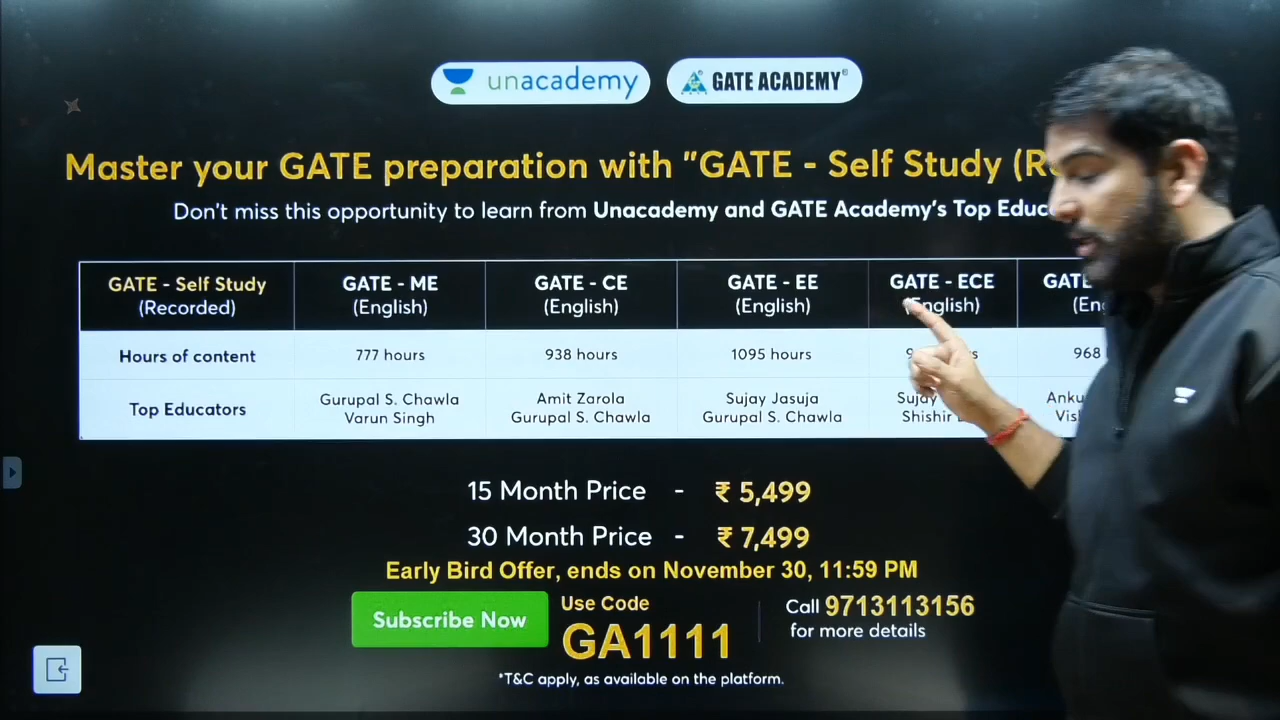 unacademy
GATE ACADEMY®
Master your GATE preparation with "GATE - Self Study
Don't miss this opportunity to learn from Unacademy and GATE Academy's Top
GATE - Self Study GATE - ME GATE - CE GATE - EE GATE - ECE GATE
(Recorded) (English) (English) (English) (English)
Hours of content 777 hours 938 hours 1095 hours 968
Top Educators
Gurupal S. Chawla Amit Zarola Sujay Jasuja Sujay
Varun Singh Gurupal S. Chawla Gurupal S. Chawla Shishir
15 Month Price - ₹ 5,499
30 Month Price - ₹ 7,499
Early Bird Offer, ends on November 30, 11:59 PM
Subscribe Now
Use Code
GA1111
Call 9713113156
for more details
*T&C apply, as available on the platform.